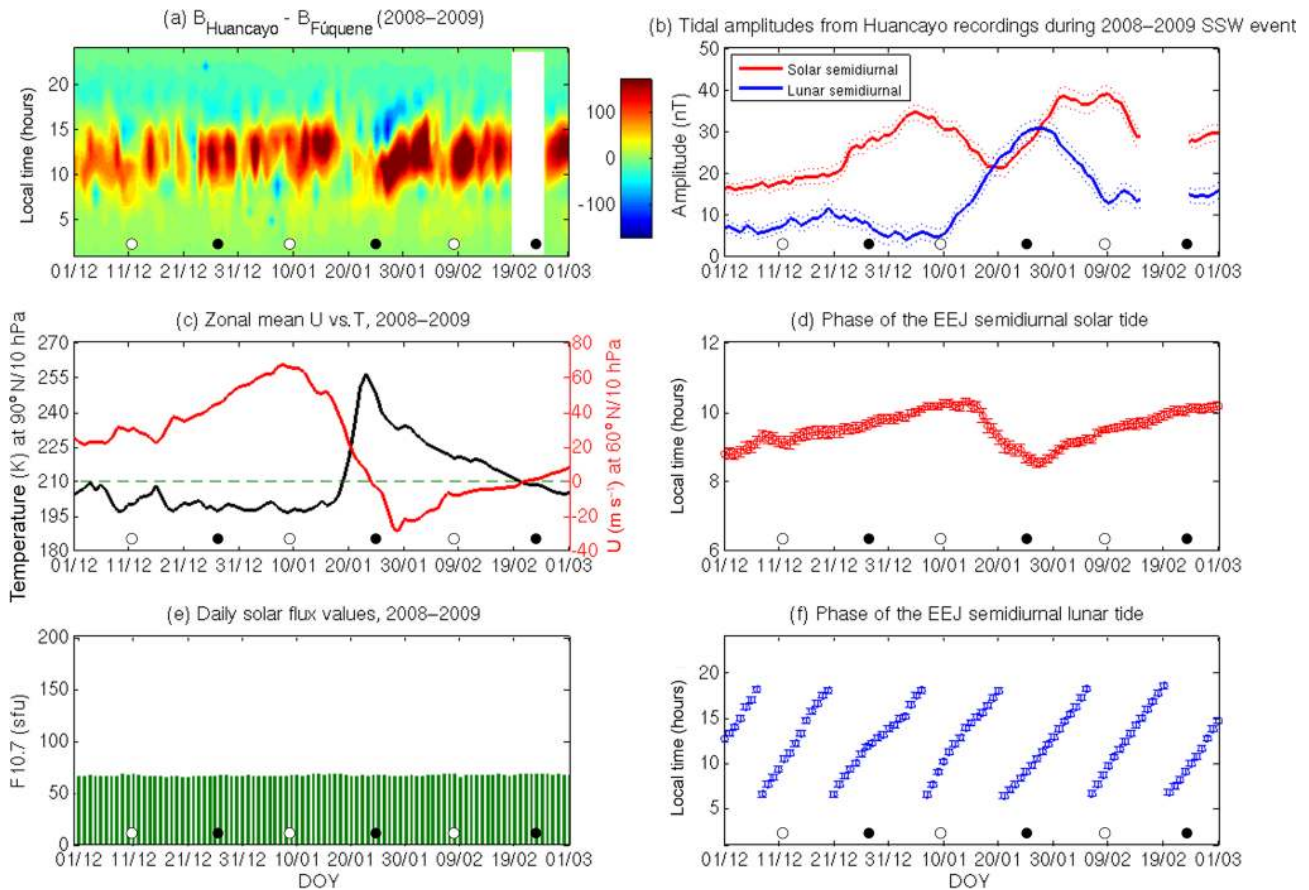 (a) B_Huancayo - B_Fúquene (2008–2009)
Local time (hours)
20
15
10
5
01/12 11/12 21/12 31/12 10/01 20/01 30/01 09/02 19/02 01/03
100
0
-100
(b) Tidal amplitudes from Huancayo recordings during 2008–2009 SSW event
Solar semidiurnal
Lunar semidiurnal
Amplitude (nT)
50
40
30
20
10
0
01/12 11/12 21/12 31/12 10/01 20/01 30/01 09/02 19/02 01/03
(c) Zonal mean U vs.T, 2008–2009
Temperature (K) at 90° N/10 hPa
270
255
240
225
210
195
180
80
60
40
20
0
-20
-40
U (m s⁻¹) at 60° N/10 hPa
01/12 11/12 21/12 31/12 10/01 20/01 30/01 09/02 19/02 01/03
(d) Phase of the EEJ semidiurnal solar tide
Local time (hours)
12
10
8
6
01/12 11/12 21/12 31/12 10/01 20/01 30/01 09/02 19/02 01/03
(e) Daily solar flux values, 2008–2009
F10.7 (sfu)
200
150
100
50
0
01/12 11/12 21/12 31/12 10/01 20/01 30/01 09/02 19/02 01/03
DOY
(f) Phase of the EEJ semidiurnal lunar tide
Local time (hours)
20
15
10
5
01/12 11/12 21/12 31/12 10/01 20/01 30/01 09/02 19/02 01/03
DOY